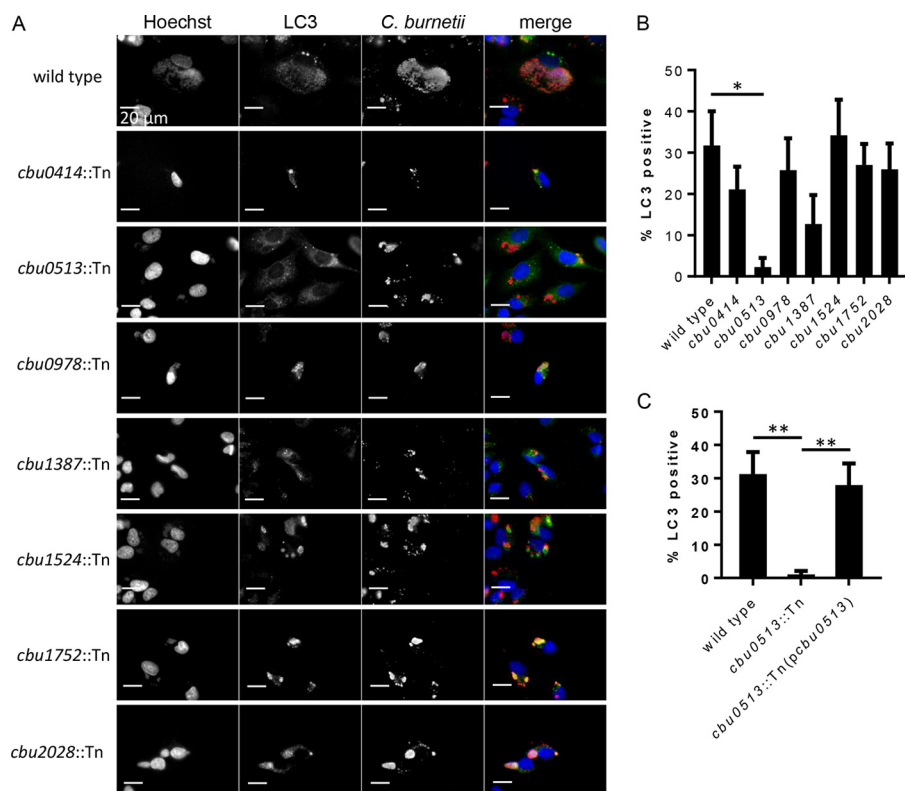 A
Hoechst LC3 C. burnetii merge
wild type
20 µm
cbu0414::Tn
cbu0513::Tn
cbu0978::Tn
cbu1387::Tn
cbu1524::Tn
cbu1752::Tn
cbu2028::Tn
B
% LC3 positive
50
40
30
20
10
0
*
wild type
cbu0414
cbu0513
cbu0978
cbu1387
cbu1524
cbu1752
cbu2028
C
% LC3 positive
50
40
30
20
10
0
** **
wild type
cbu0513::Tn
cbu0513::Tn(pcbu0513)